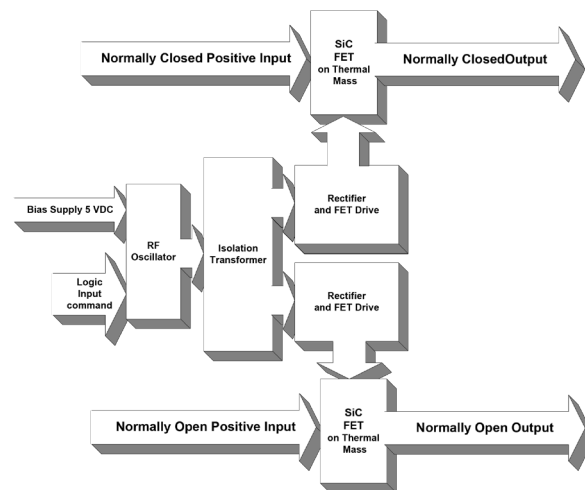 Normally Closed Positive Input
SiC
FET
on Thermal
Mass
Normally ClosedOutput
Bias Supply 5 VDC
Logic
Input
command
RF
Oscillator
Isolation
Transformer
Rectifier
and FET Drive
Rectifier
and FET Drive
Normally Open Positive Input
SiC
FET
on Thermal
Mass
Normally Open Output